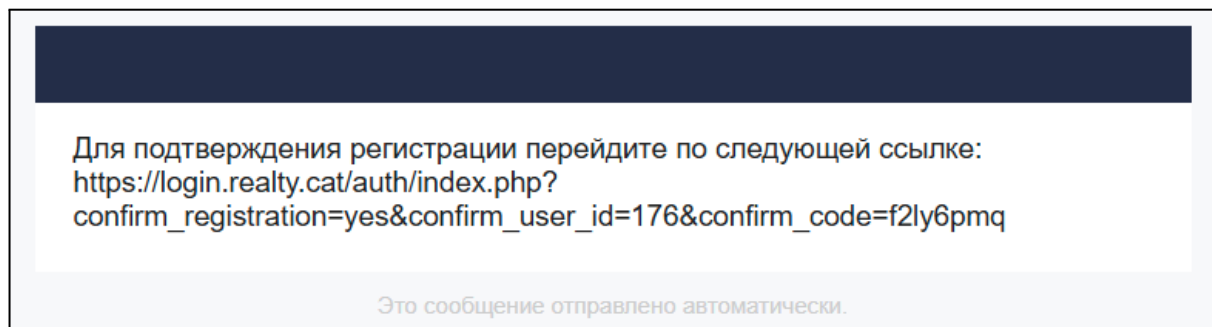 Для подтверждения регистрации перейдите по следующей ссылке:
https://login.realty.cat/auth/index.php?
confirm_registration=yes&confirm_user_id=176&confirm_code=f2ly6pmq
Это сообщение отправлено автоматически.